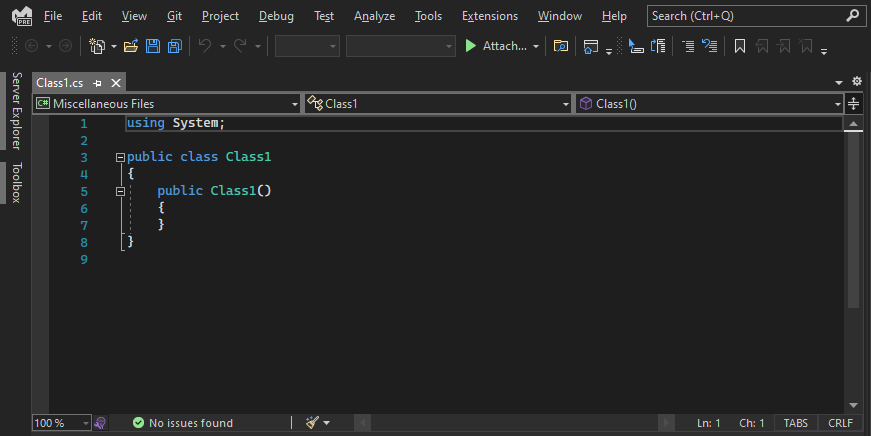 PRE File Edit View Git Project Debug Test Analyze Tools Extensions Window Help Search (Ctrl+Q)
Attach...
Server Explorer
Toolbox
Class1.cs
C# Miscellaneous Files Class1 Class1()
1 using System;
2
3 public class Class1
4 {
5 public Class1()
6 {
7 }
8 }
9
100 % No issues found Ln: 1 Ch: 1 TABS CRLF